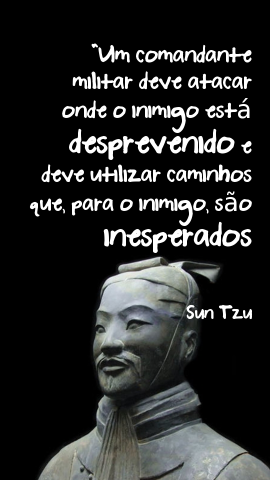 "Um comandante
militar deve atacar
onde o inimigo está
desprevenido e
deve utilizar caminhos
que, para o inimigo, são
inesperados
Sun Tzu